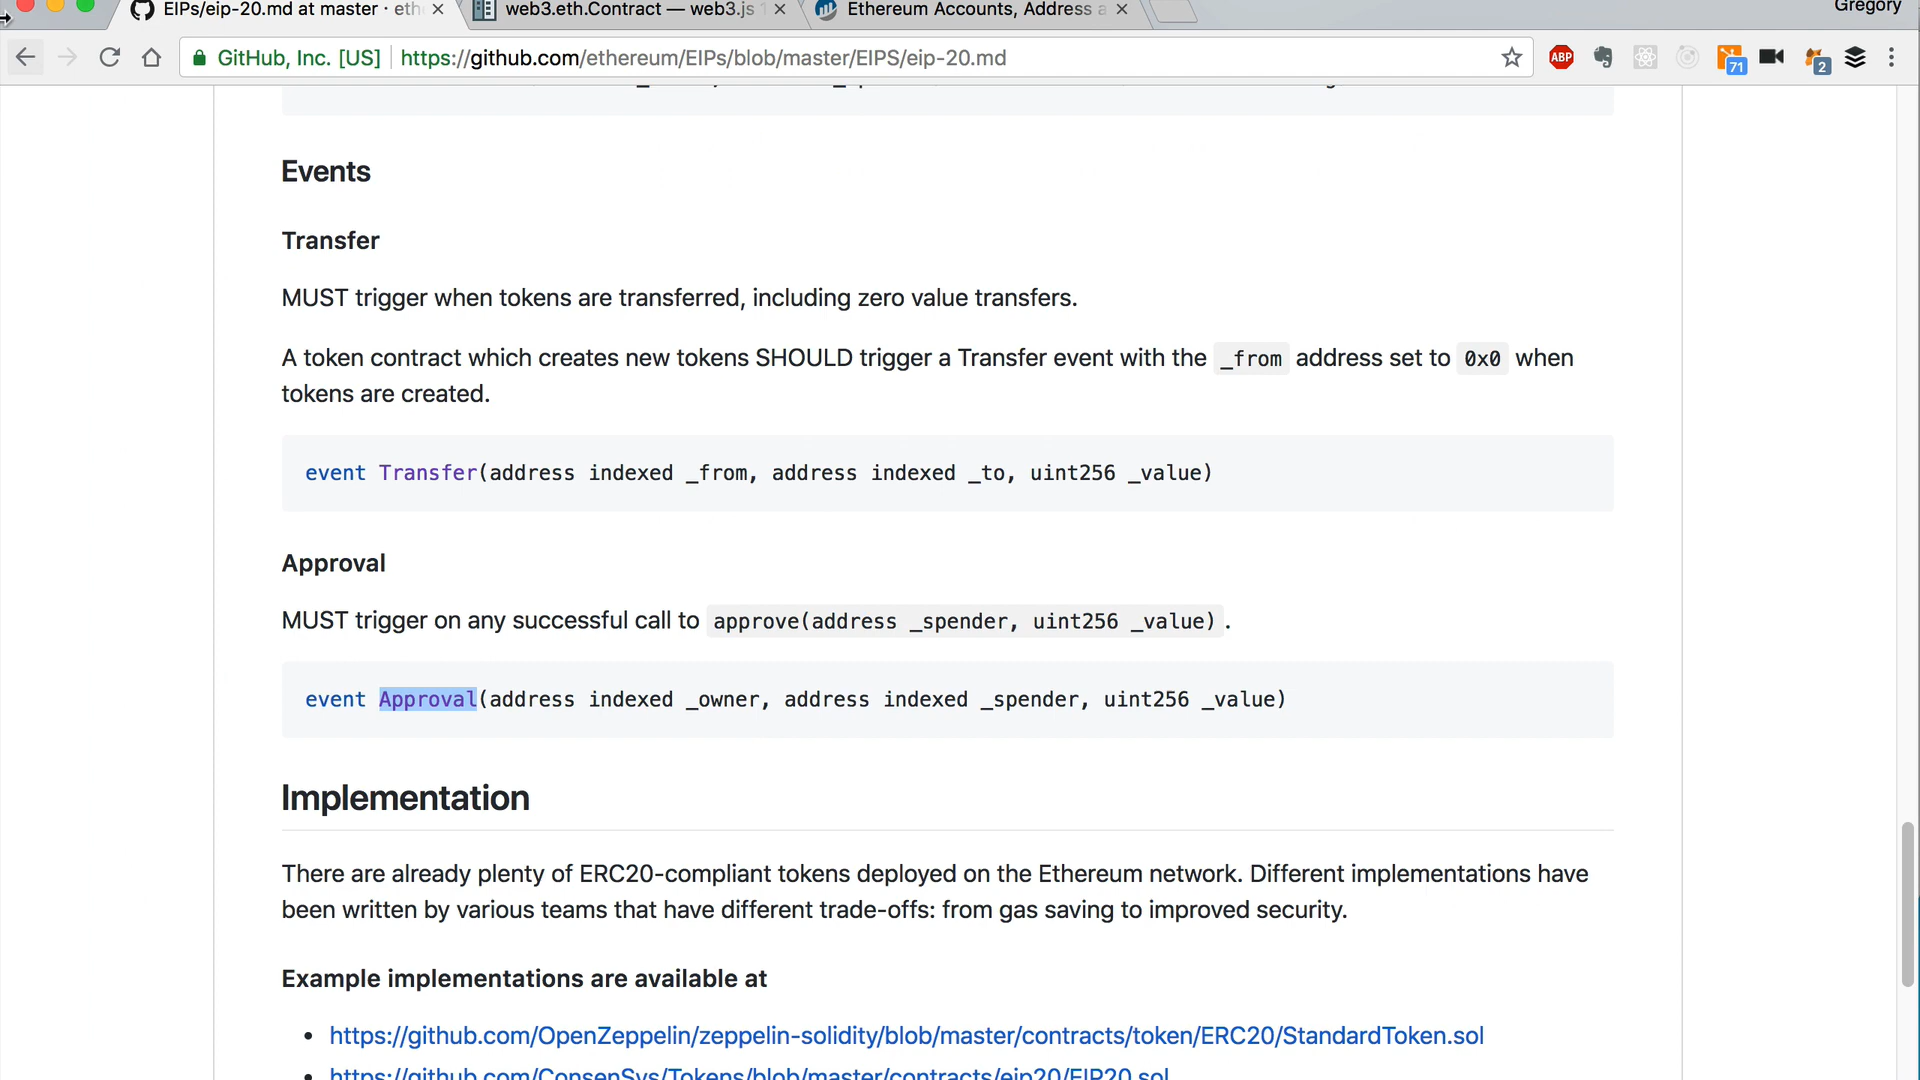 EIPs/eip-20.md at master · eth
web3.eth.Contract — web3.js 1
Ethereum Accounts, Address a
Gregory
GitHub, Inc. [US]
https://github.com/ethereum/EIPs/blob/master/EIPS/eip-20.md
ABP
71
2
Events
Transfer
MUST trigger when tokens are transferred, including zero value transfers.
A token contract which creates new tokens SHOULD trigger a Transfer event with the _from address set to 0x0 when
tokens are created.
event Transfer(address indexed _from, address indexed _to, uint256 _value)
Approval
MUST trigger on any successful call to approve(address _spender, uint256 _value).
event Approval(address indexed _owner, address indexed _spender, uint256 _value)
Implementation
There are already plenty of ERC20-compliant tokens deployed on the Ethereum network. Different implementations have
been written by various teams that have different trade-offs: from gas saving to improved security.
Example implementations are available at
• https://github.com/OpenZeppelin/zeppelin-solidity/blob/master/contracts/token/ERC20/StandardToken.sol
• https://github.com/ConsenSys/Tokens/blob/master/contracts/eip20/EIP20.sol